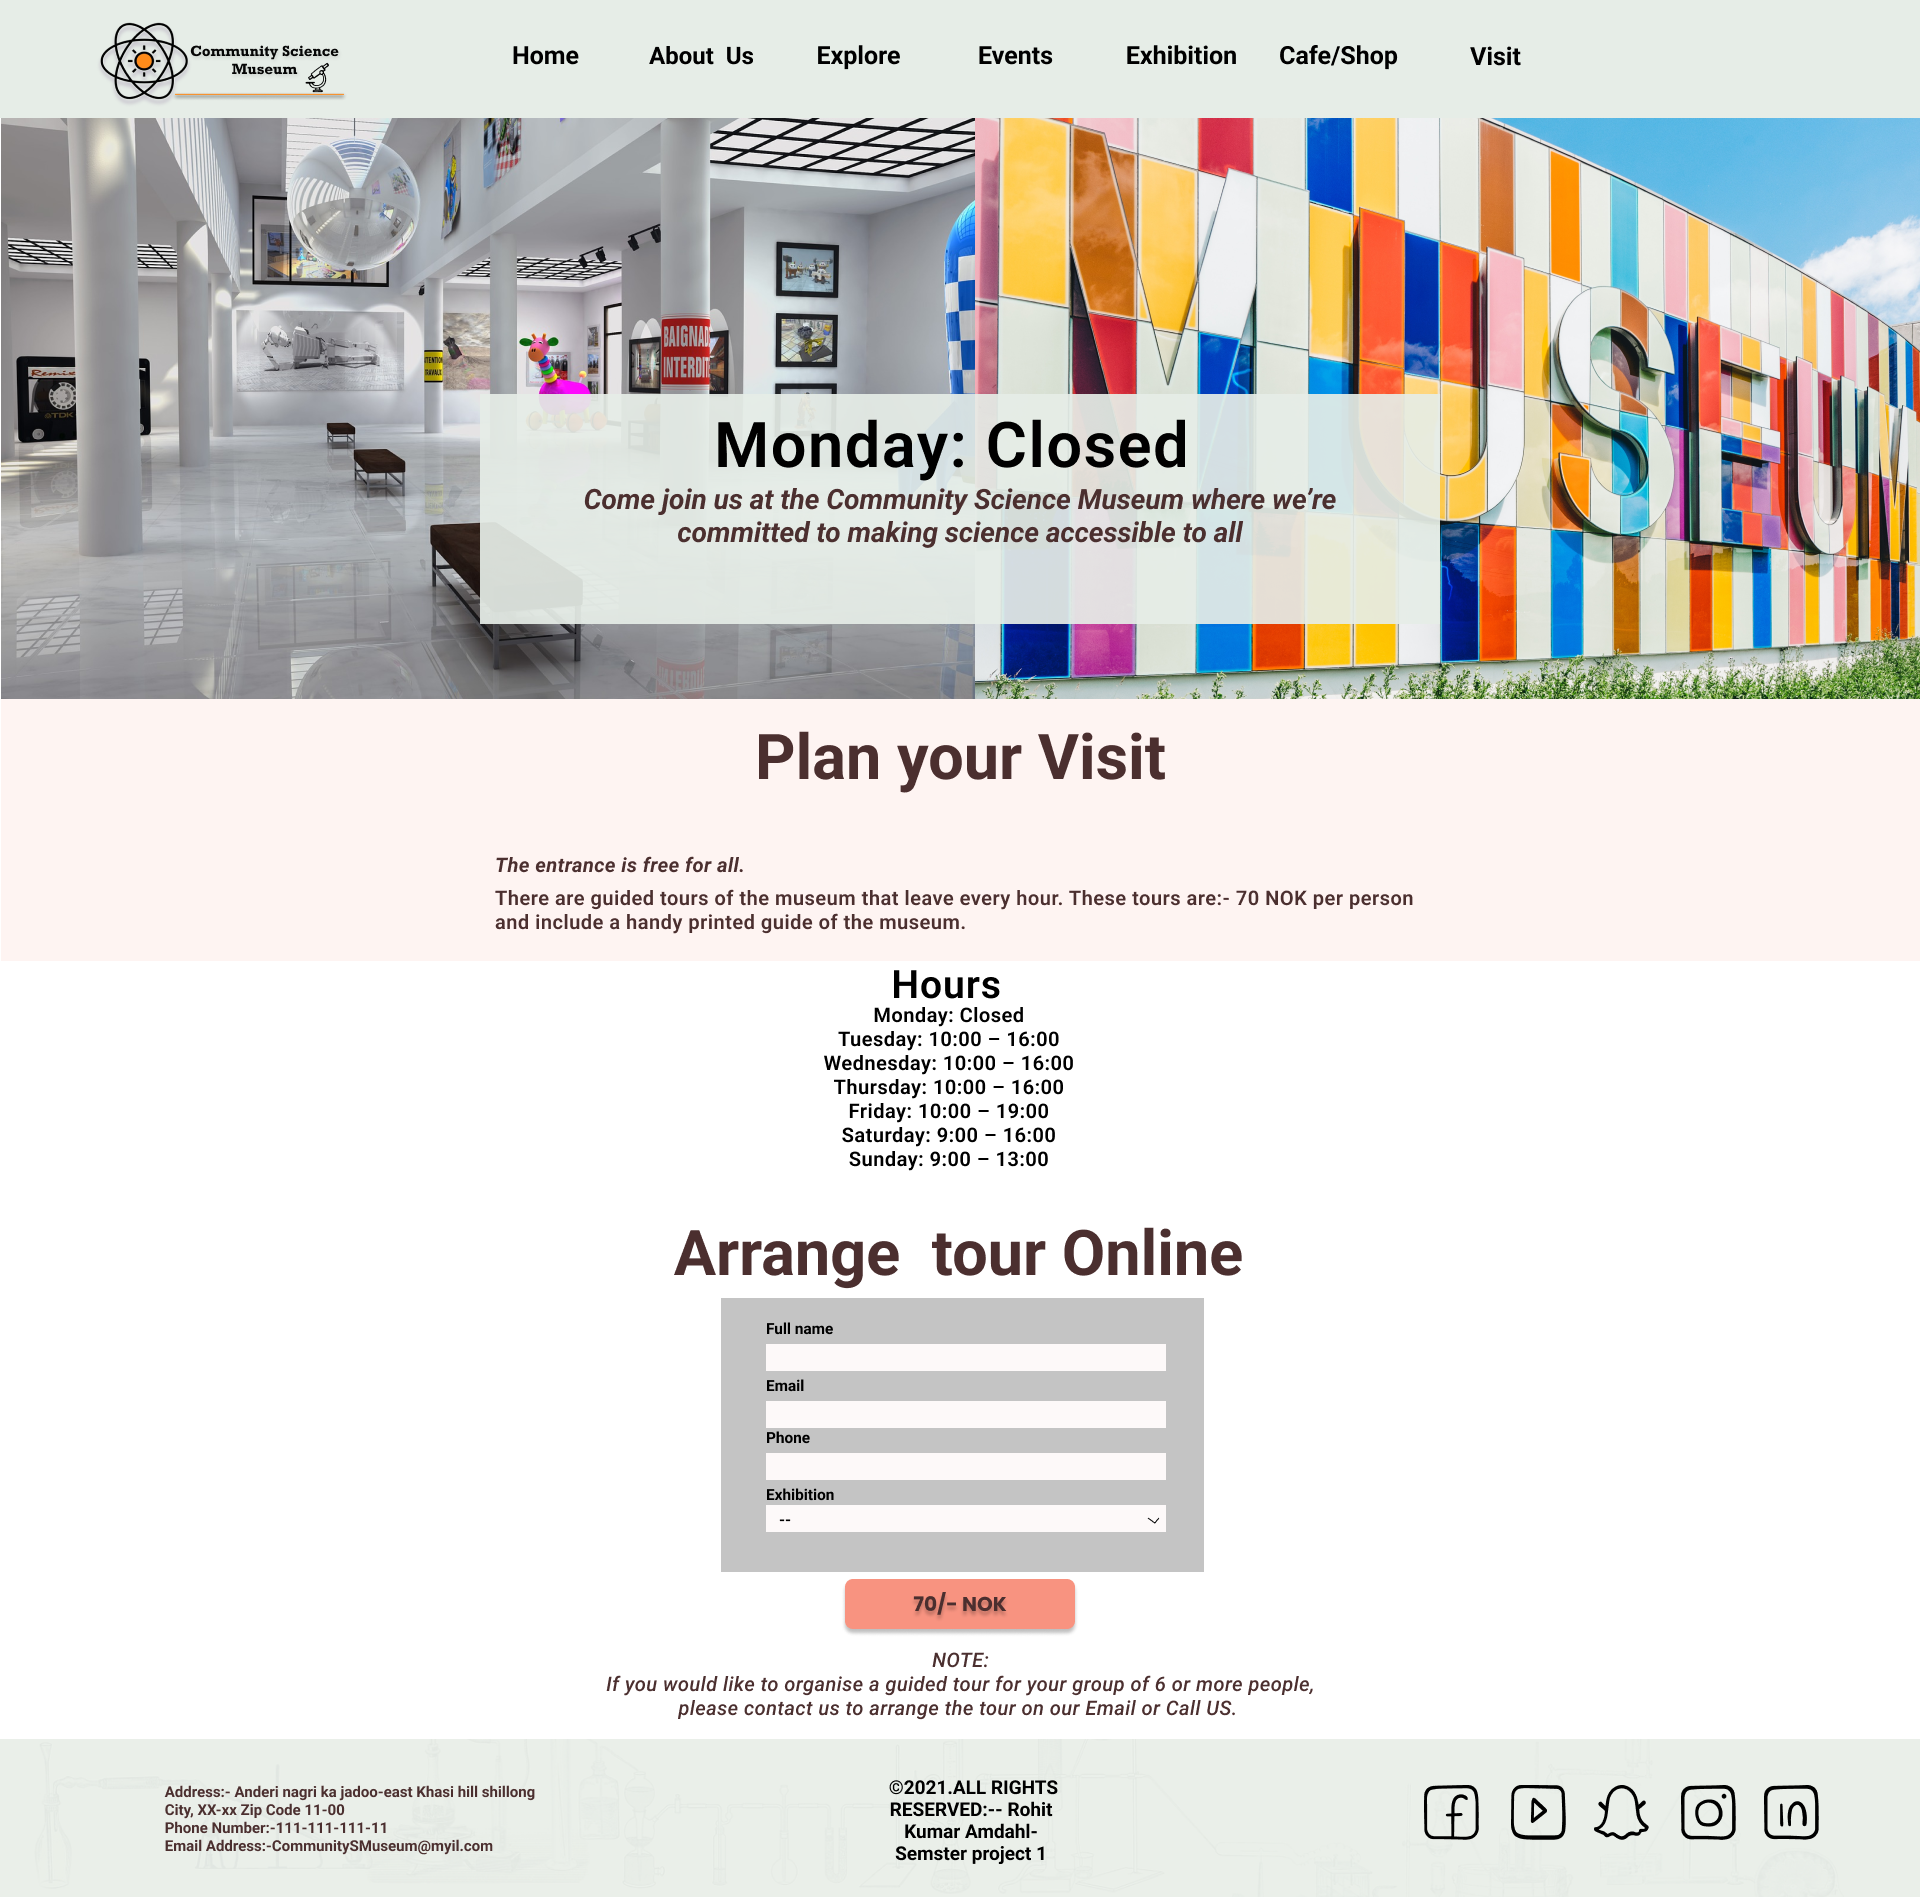 Community Science
Museum
Home
About Us
Explore
Events
Exhibition
Cafe/Shop
Visit
Remix
TDK
ATTENTION
TRAVAUX
BAIGNADE
INTERDITE
MUSEUM
Monday: Closed
Come join us at the Community Science Museum where we’re
committed to making science accessible to all
Plan your Visit
The entrance is free for all.
There are guided tours of the museum that leave every hour. These tours are:- 70 NOK per person
and include a handy printed guide of the museum.
Hours
Monday: Closed
Tuesday: 10:00 – 16:00
Wednesday: 10:00 – 16:00
Thursday: 10:00 – 16:00
Friday: 10:00 – 19:00
Saturday: 9:00 – 16:00
Sunday: 9:00 – 13:00
Arrange tour Online
Full name
Email
Phone
Exhibition
--
70/- NOK
NOTE:
If you would like to organise a guided tour for your group of 6 or more people,
please contact us to arrange the tour on our Email or Call US.
Address:- Anderi nagri ka jadoo-east Khasi hill shillong
City, XX-xx Zip Code 11-00
Phone Number:-111-111-111-11
Email Address:-CommunitySMuseum@myil.com
©2021.ALL RIGHTS
RESERVED:-- Rohit
Kumar Amdahl-
Semster project 1